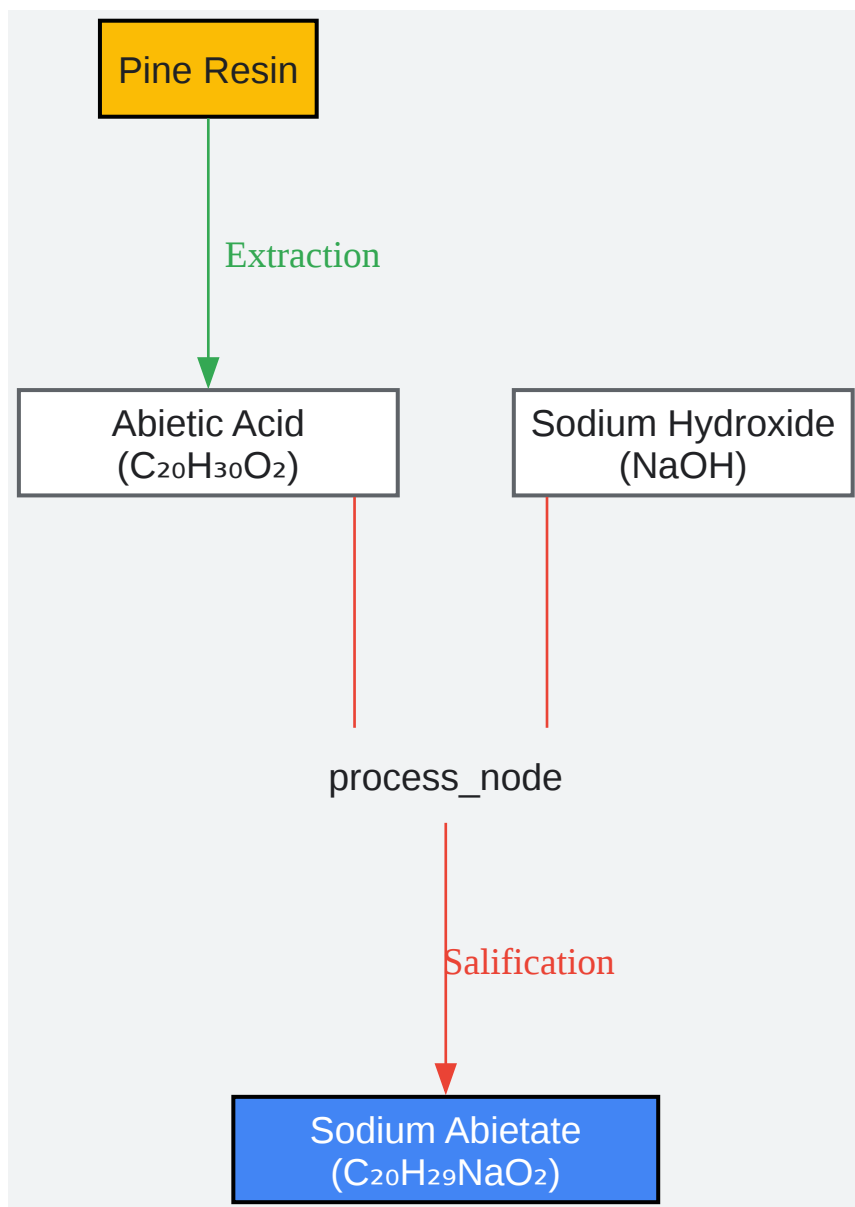 Pine Resin
Extraction
Abietic Acid
(C₂₀H₃₀O₂)
Sodium Hydroxide
(NaOH)
process_node
Salification
Sodium Abietate
(C₂₀H₂₉NaO₂)